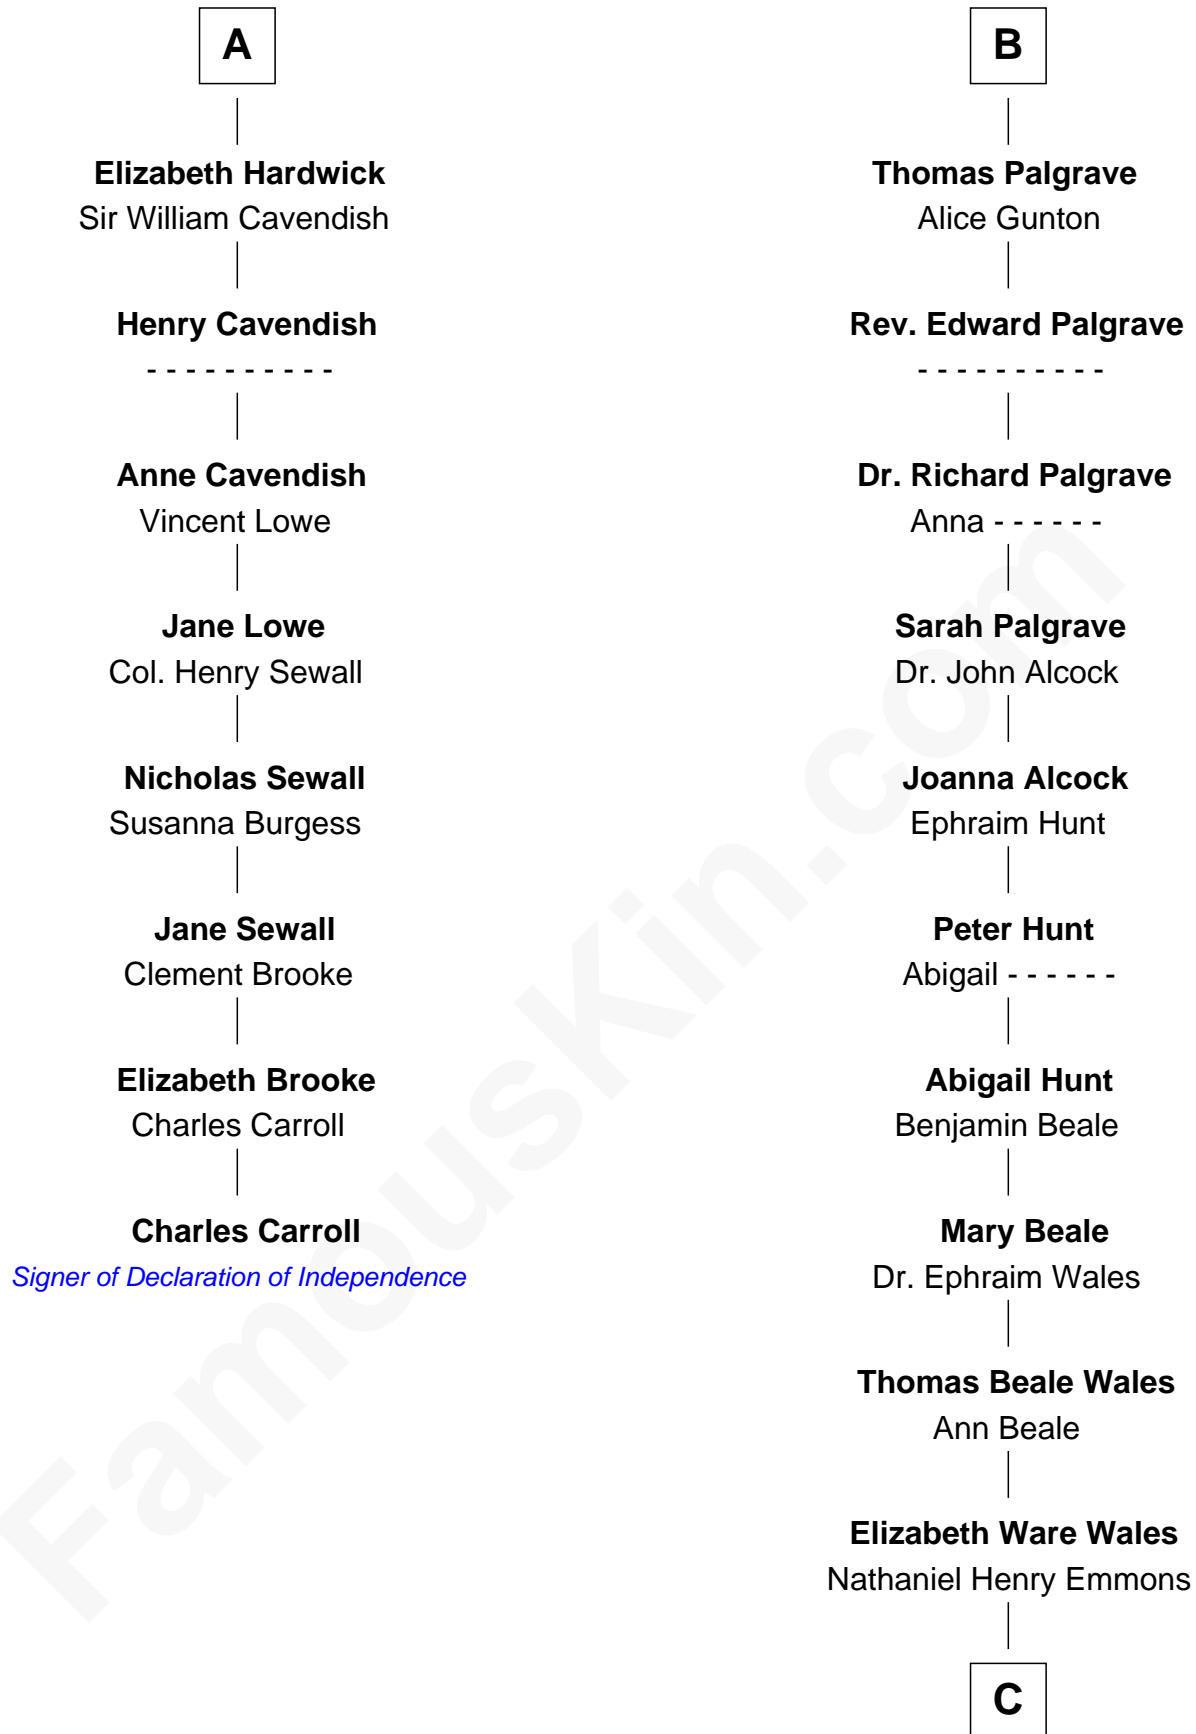 A
Elizabeth Hardwick
Sir William Cavendish
Henry Cavendish
- - - - - - - - - -
Anne Cavendish
Vincent Lowe
Jane Lowe
Col. Henry Sewall
Nicholas Sewall
Susanna Burgess
Jane Sewall
Clement Brooke
Elizabeth Brooke
Charles Carroll
Charles Carroll
Signer of Declaration of Independence
B
Thomas Palgrave
Alice Gunton
Rev. Edward Palgrave
- - - - - - - - - -
Dr. Richard Palgrave
Anna - - - - - -
Sarah Palgrave
Dr. John Alcock
Joanna Alcock
Ephraim Hunt
Peter Hunt
Abigail - - - - - -
Abigail Hunt
Benjamin Beale
Mary Beale
Dr. Ephraim Wales
Thomas Beale Wales
Ann Beale
Elizabeth Ware Wales
Nathaniel Henry Emmons
C
FamousKin.com